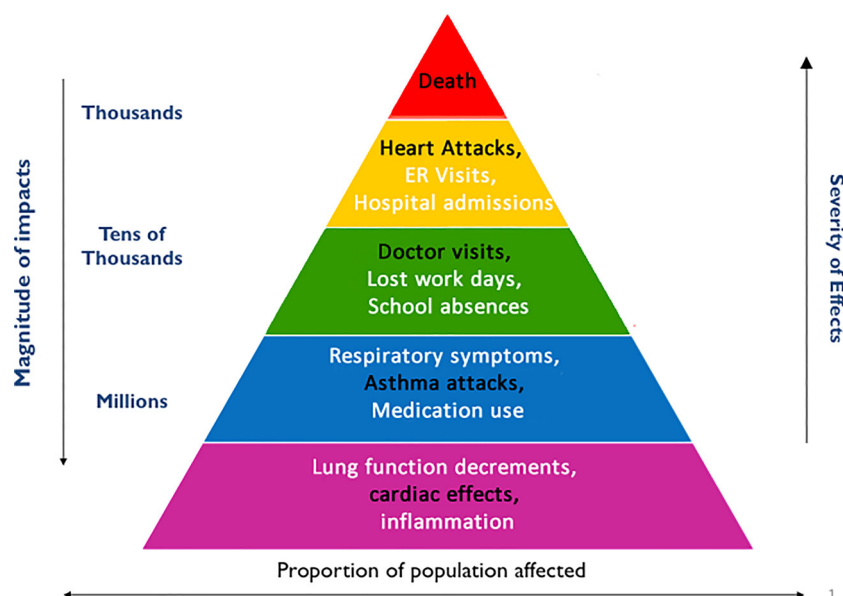 Death
Thousands
Heart Attacks,
ER Visits,
Hospital admissions
Tens of
Thousands
Doctor visits,
Lost work days,
School absences
Respiratory symptoms,
Asthma attacks,
Medication use
Millions
Lung function decrements,
cardiac effects,
inflammation
Magnitude of impacts
Severity of Effects
Proportion of population affected
1